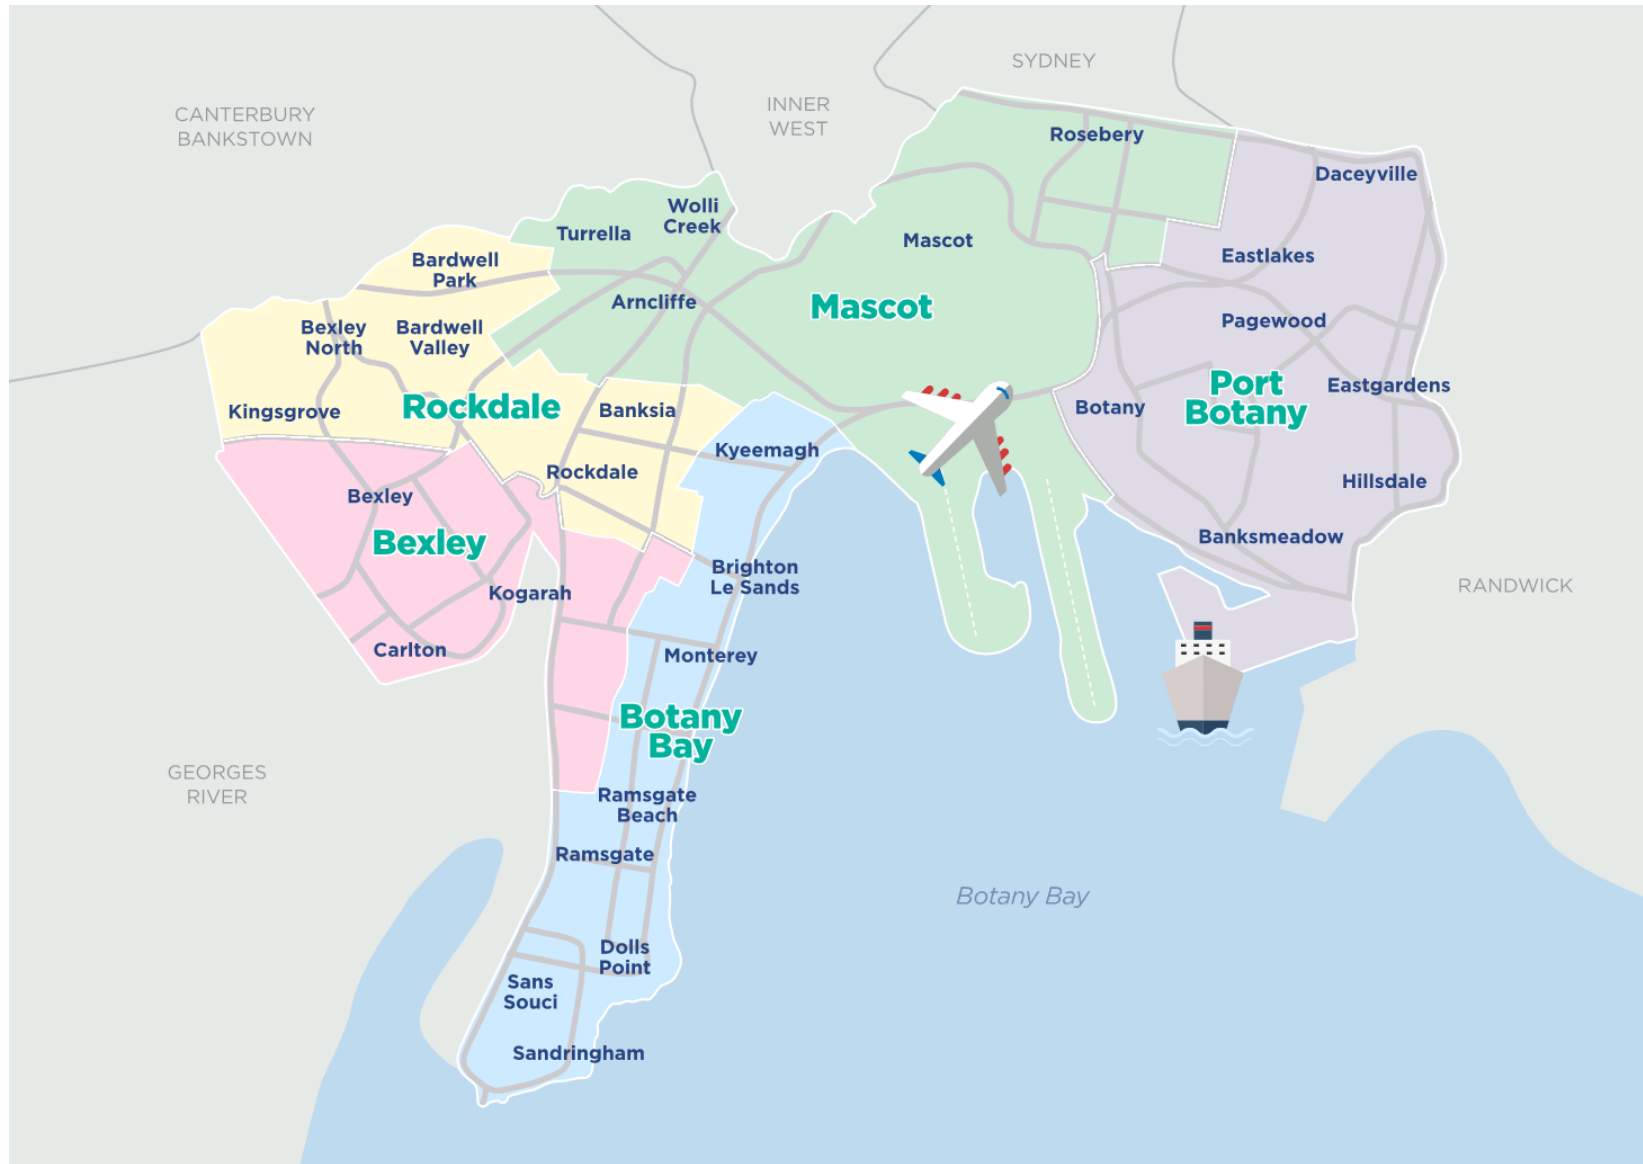 SYDNEY
CANTERBURY
BANKSTOWN
INNER
WEST
Rosebery
Daceyville
Wolli
Creek
Turrella
Mascot
Eastlakes
Bardwell
Park
Arncliffe
Mascot
Pagewood
Bexley
North
Bardwell
Valley
Port
Botany
Eastgardens
Rockdale
Kingsgrove
Banksia
Botany
Kyeemagh
Rockdale
Hillsdale
Bexley
Bexley
Banksmeadow
Brighton
Le Sands
RANDWICK
Kogarah
Carlton
Monterey
Botany
Bay
GEORGES
RIVER
Ramsgate
Beach
Ramsgate
Botany Bay
Dolls
Point
Sans
Souci
Sandringham